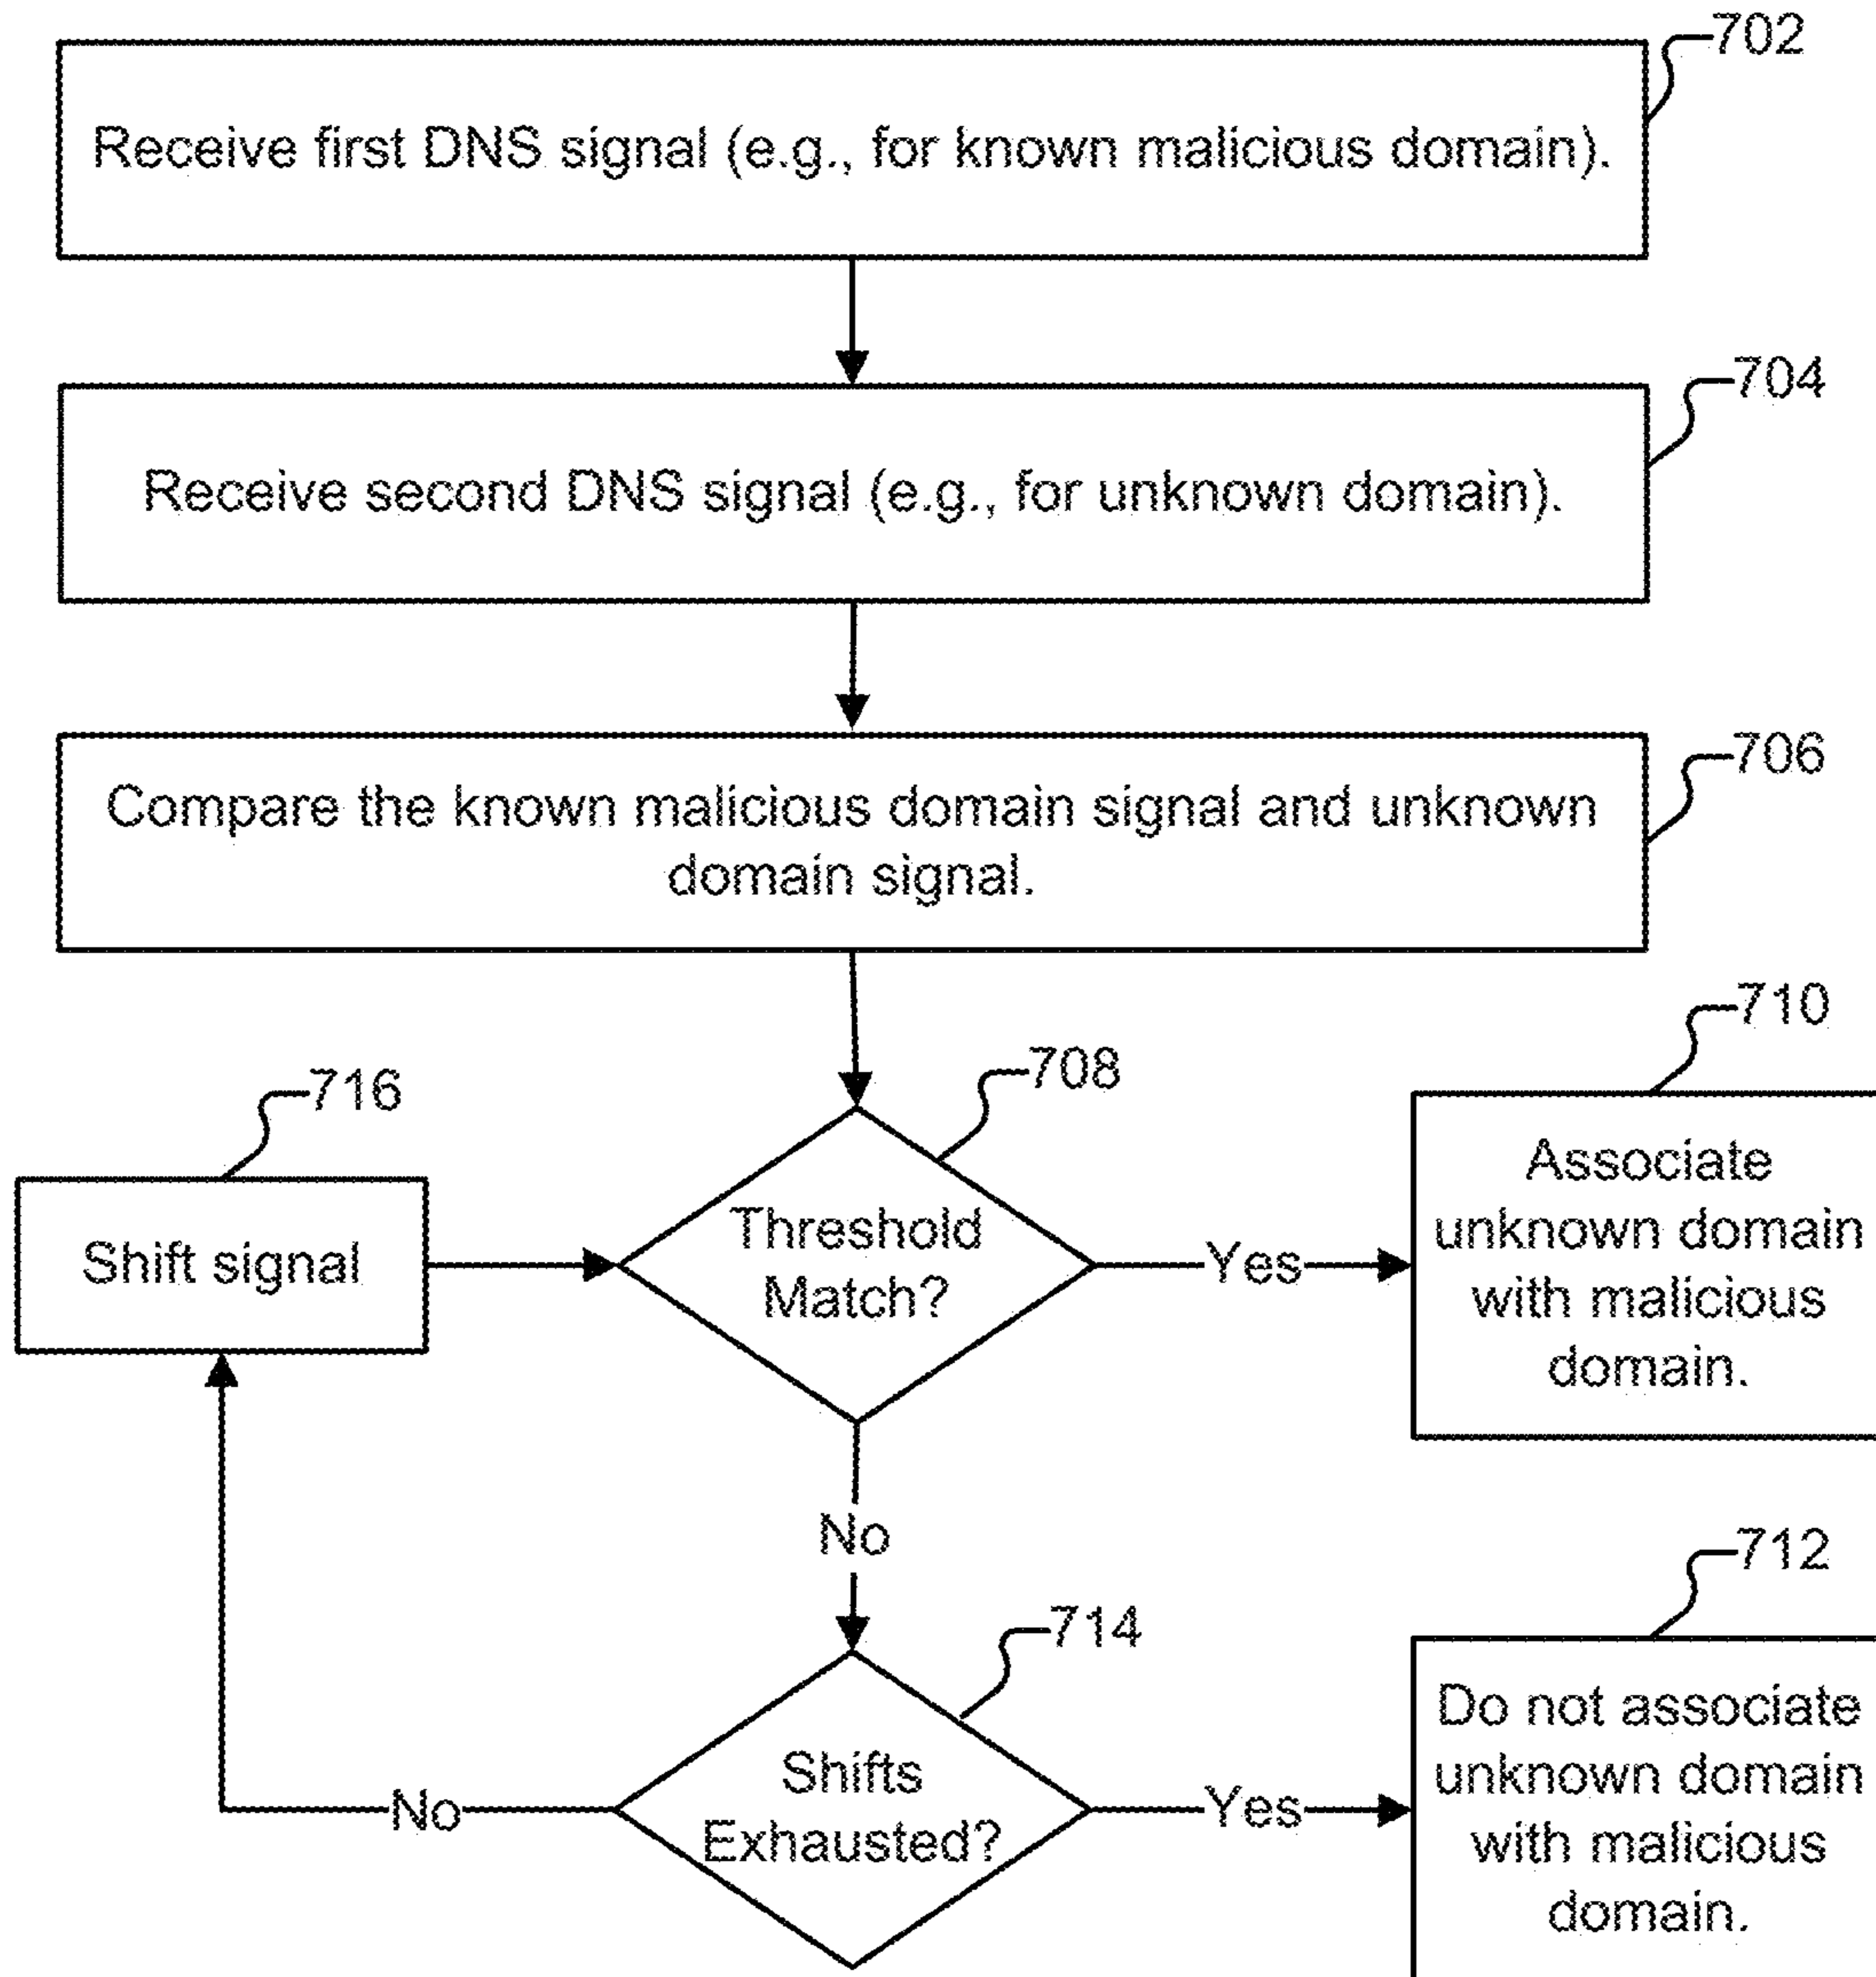 702
Receive first DNS signal (e.g., for known malicious domain).
704
Receive second DNS signal (e.g., for unknown domain).
706
Compare the known malicious domain signal and unknown
domain signal.
708
710
716
Shift signal
Threshold
Match?
Yes
Associate
unknown domain
with malicious
domain.
No
712
714
Shifts
Exhausted?
No
Yes
Do not associate
unknown domain
with malicious
domain.